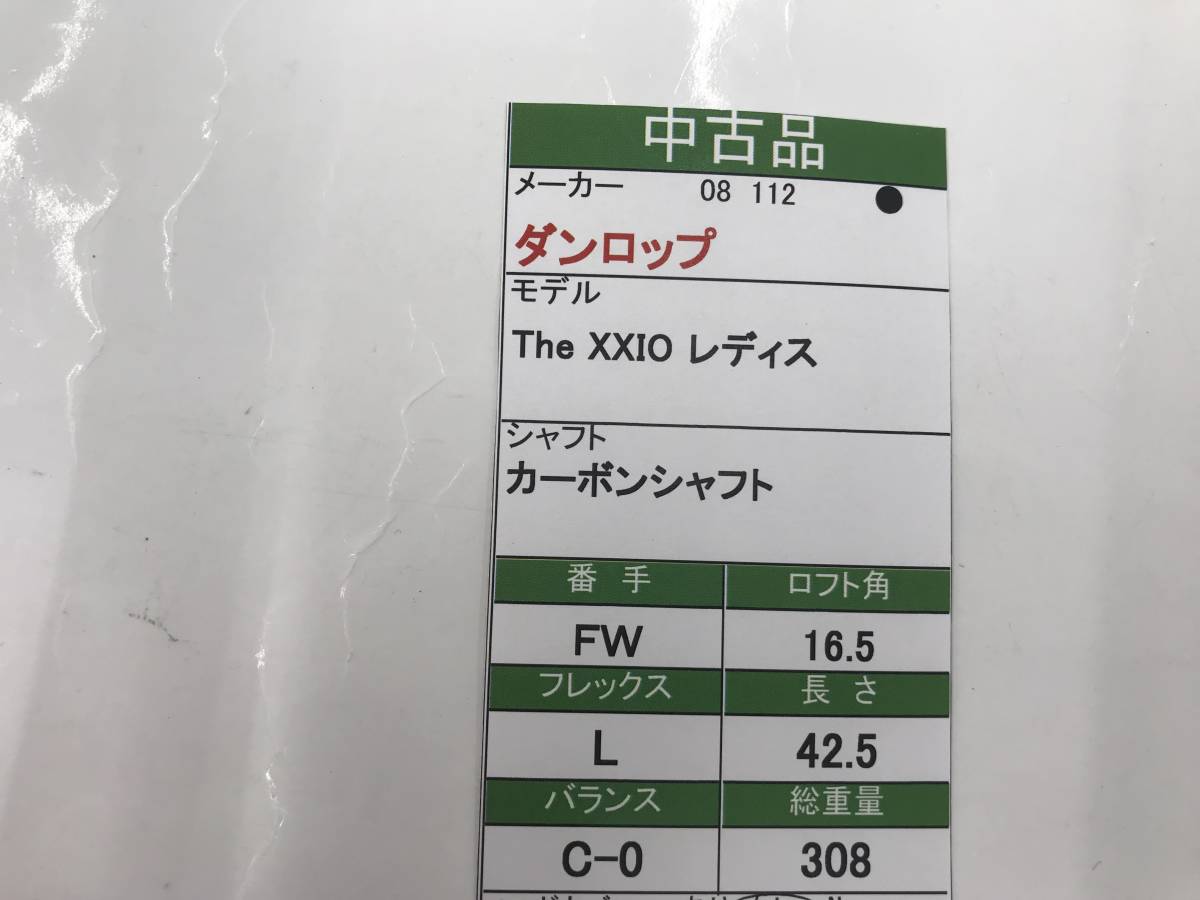 中古品
メーカー 08 112 ●
ダンロップ
モデル
The XXIO レディス
シャフト
カーボンシャフト
番 手 ロフト角
FW 16.5
フレックス 長 さ
L 42.5
バランス 総重量
C-0 308